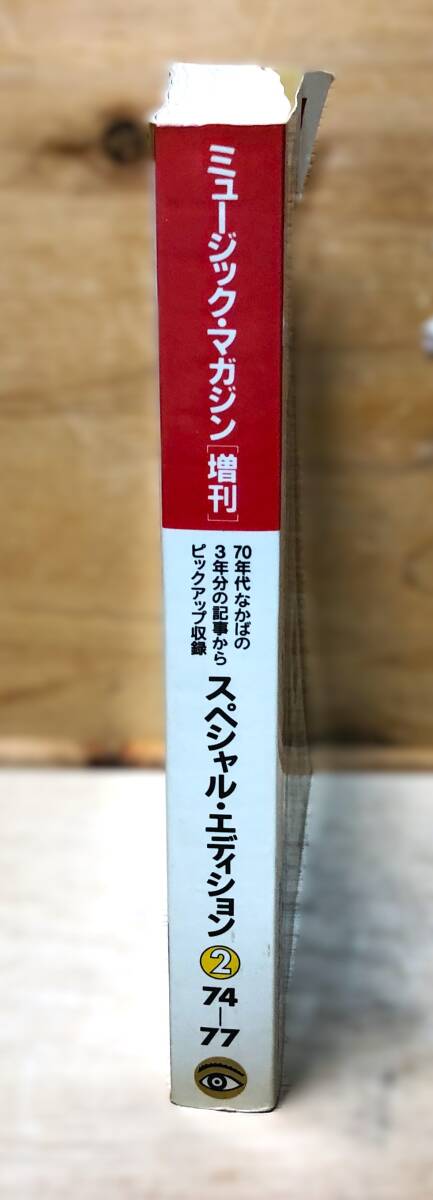 ミュージック・マガジン[増刊]
70年代なかばの
3年分の記事から
ピックアップ収録
スペシャル・エディション②74—77